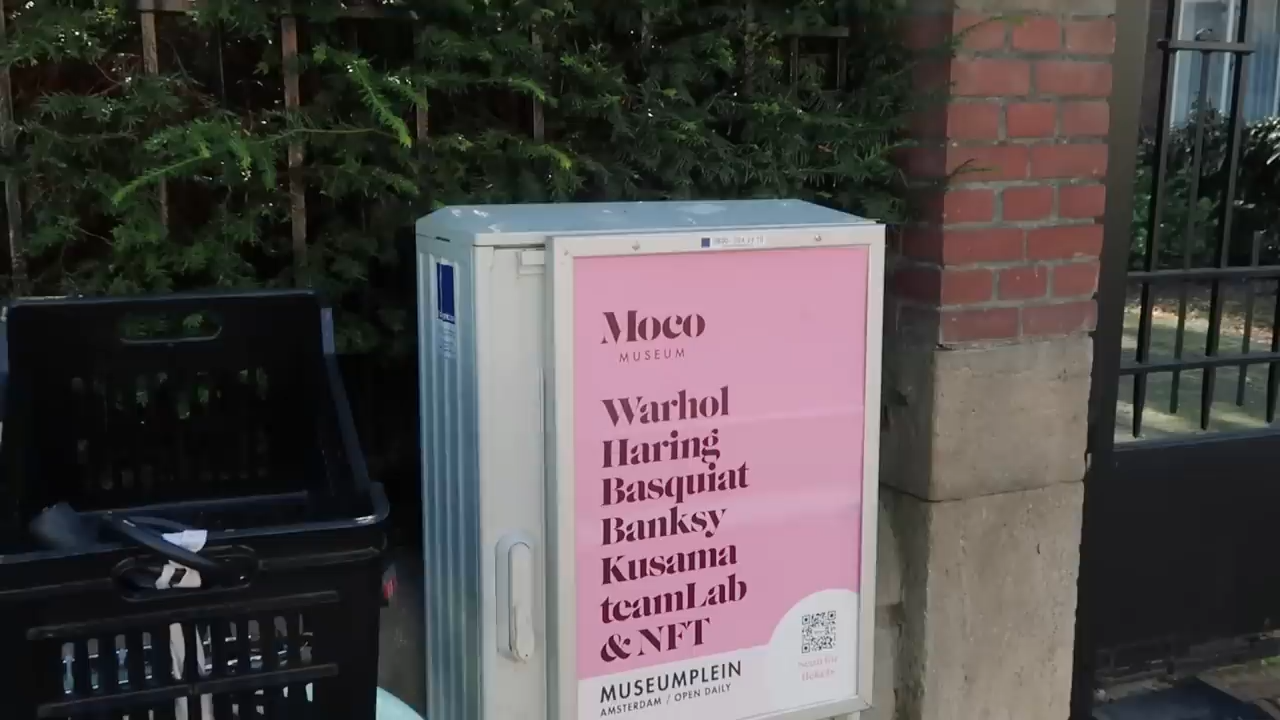 Moco
MUSEUM
Warhol
Haring
Basquiat
Banksy
Kusama
teamLab
& NFT
MUSEUMPLEIN
AMSTERDAM / OPEN DAILY